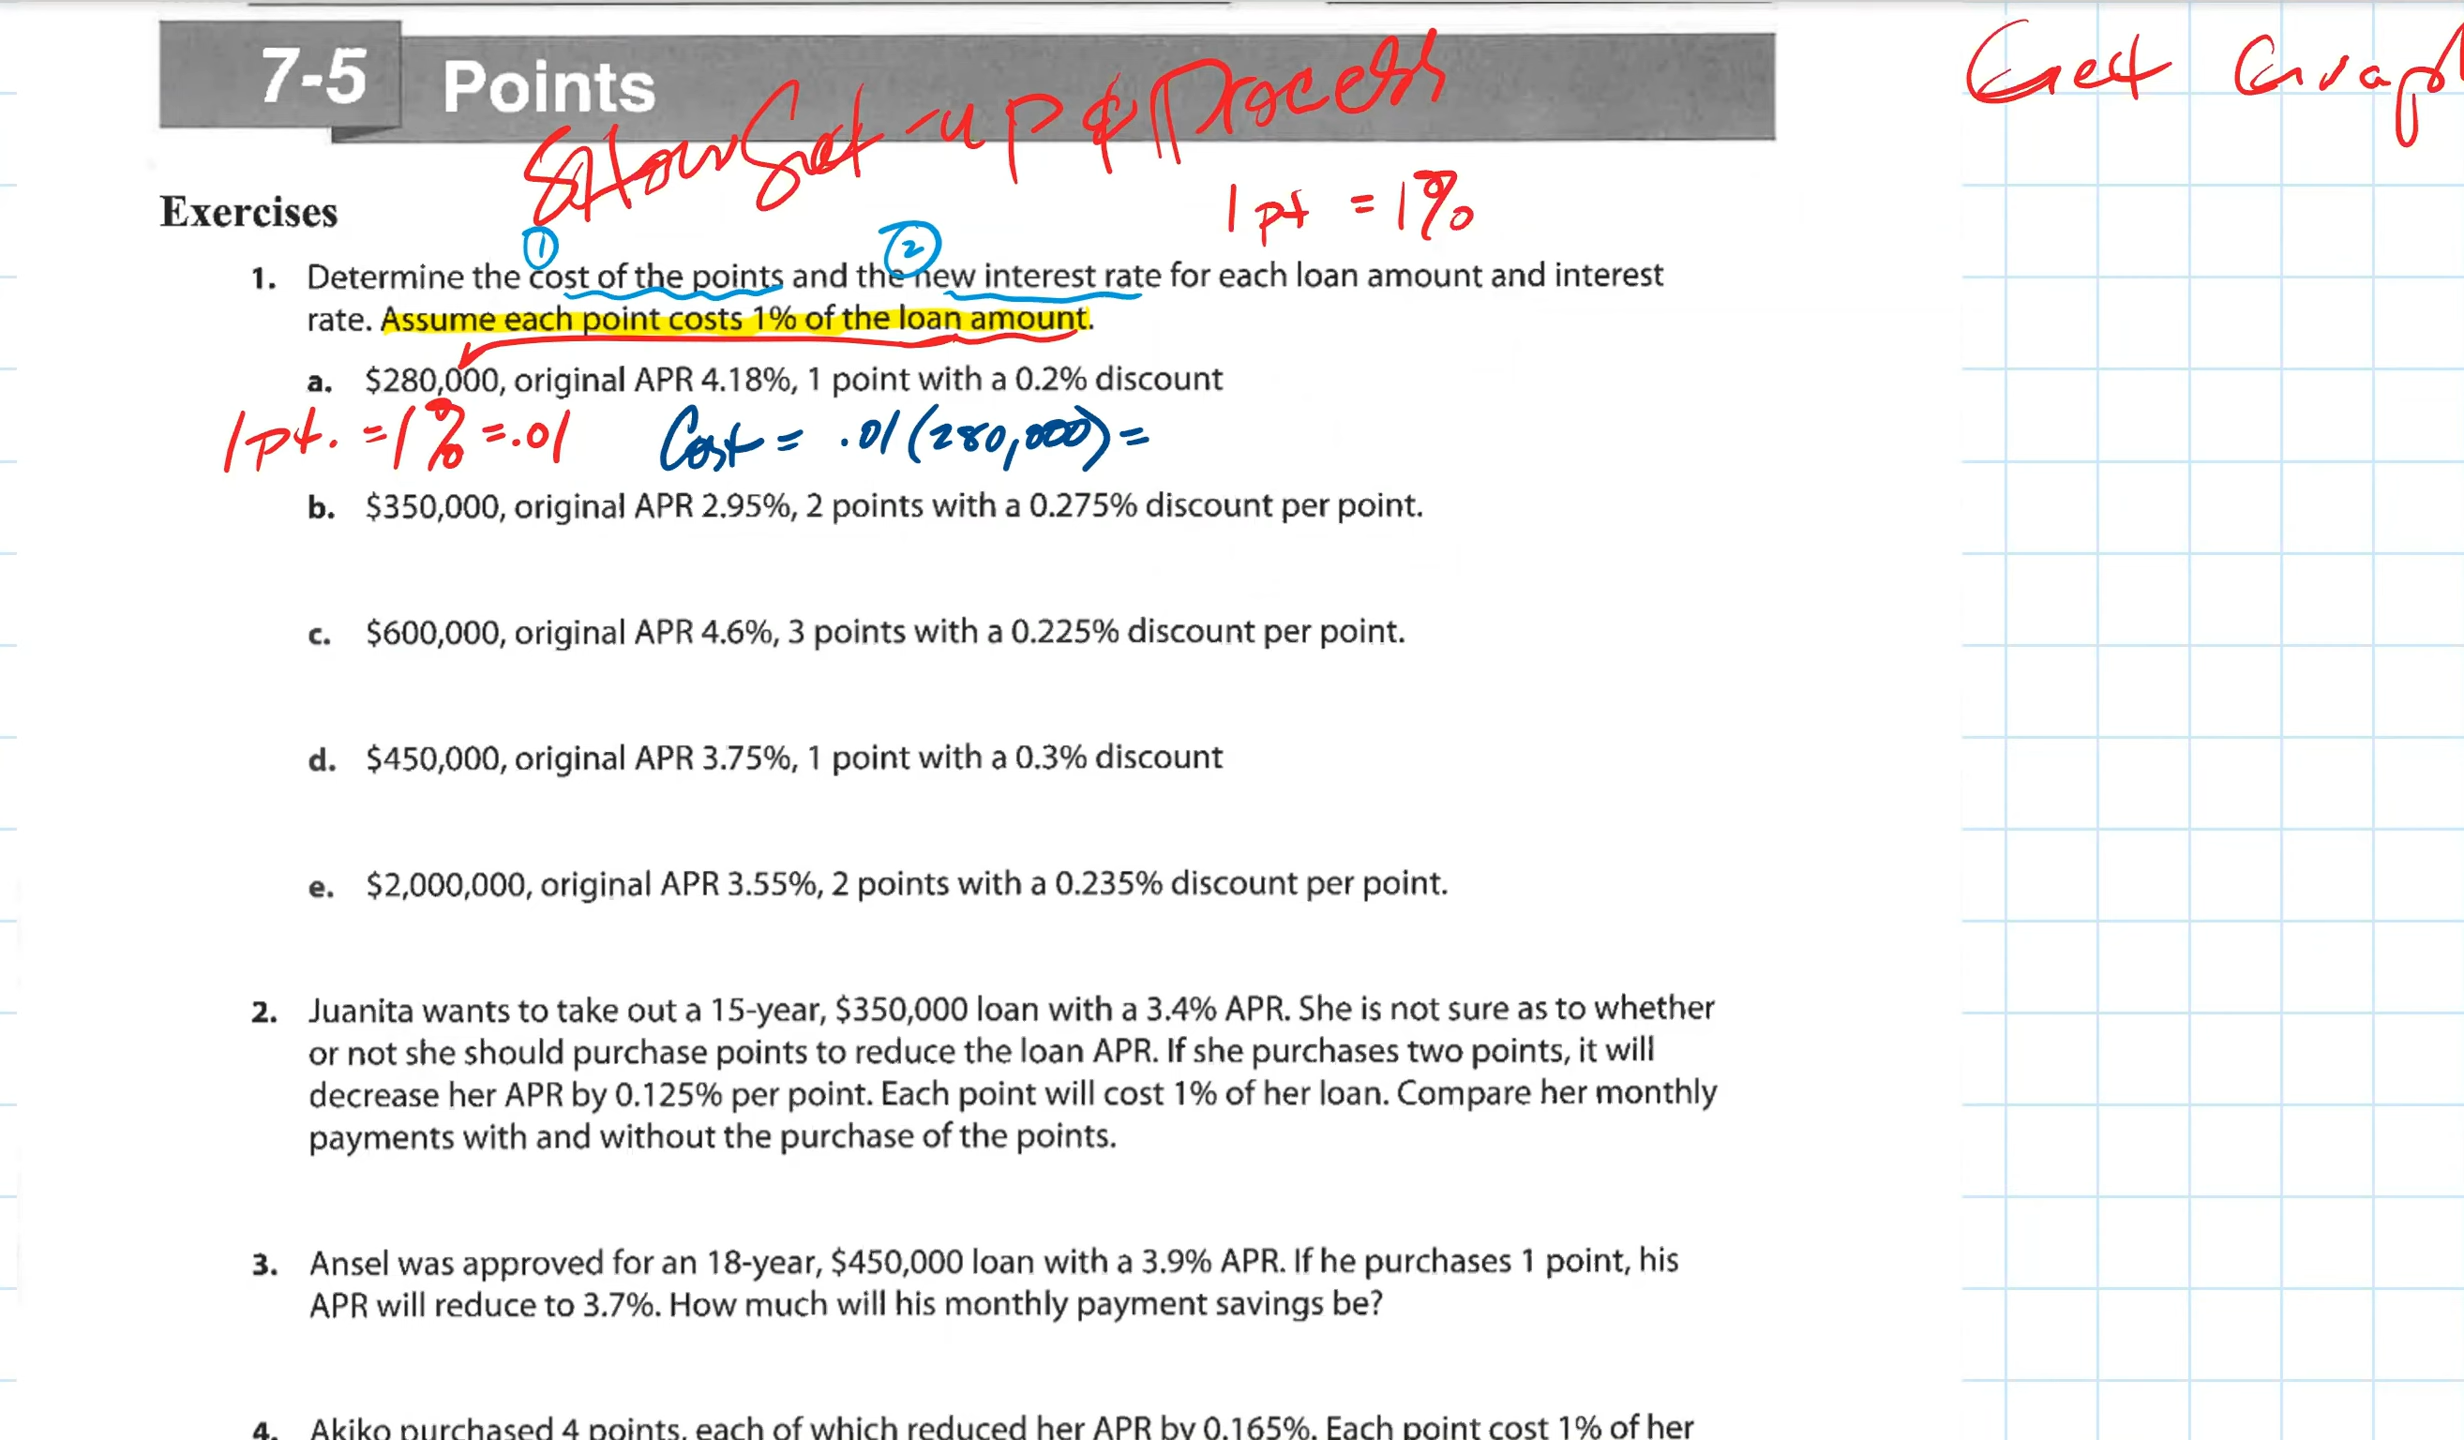 7-5 Points
Show Set-up & Process
Get Grap
Exercises
1 pt = 1%
① ②
1. Determine the cost of the points and the new interest rate for each loan amount and interest
rate. Assume each point costs 1% of the loan amount.
a. $280,000, original APR 4.18%, 1 point with a 0.2% discount
1pt. = 1% = .01 Cost = .01(280,000) =
b. $350,000, original APR 2.95%, 2 points with a 0.275% discount per point.
c. $600,000, original APR 4.6%, 3 points with a 0.225% discount per point.
d. $450,000, original APR 3.75%, 1 point with a 0.3% discount
e. $2,000,000, original APR 3.55%, 2 points with a 0.235% discount per point.
2. Juanita wants to take out a 15-year, $350,000 loan with a 3.4% APR. She is not sure as to whether
or not she should purchase points to reduce the loan APR. If she purchases two points, it will
decrease her APR by 0.125% per point. Each point will cost 1% of her loan. Compare her monthly
payments with and without the purchase of the points.
3. Ansel was approved for an 18-year, $450,000 loan with a 3.9% APR. If he purchases 1 point, his
APR will reduce to 3.7%. How much will his monthly payment savings be?
4. Akiko purchased 4 points, each of which reduced her APR by 0.165%. Each point cost 1% of her